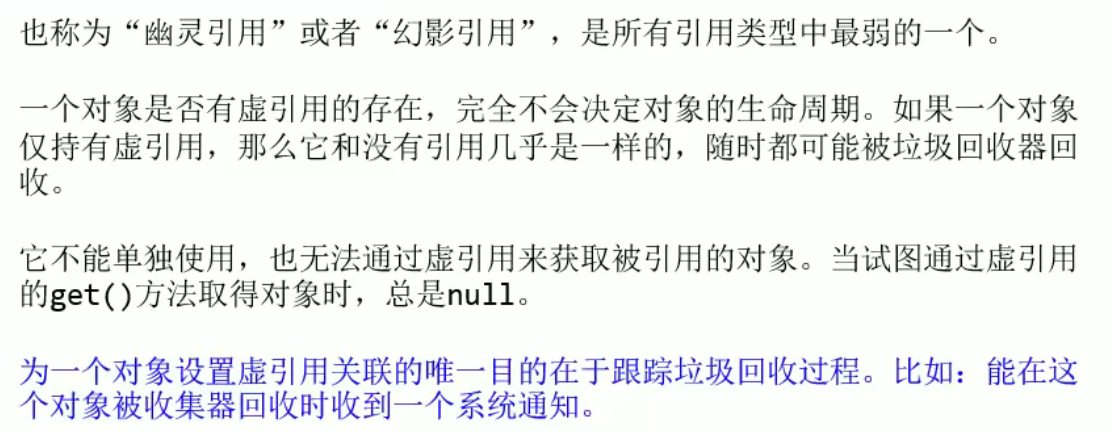 也称为“幽灵引用”或者“幻影引用”，是所有引用类型中最弱的一个。
一个对象是否有虚引用的存在，完全不会决定对象的生命周期。如果一个对象
仅持有虚引用，那么它和没有引用几乎是一样的，随时都可能被垃圾回收器回
收。
它不能单独使用，也无法通过虚引用来获取被引用的对象。当试图通过虚引用
的get()方法取得对象时，总是null。
为一个对象设置虚引用关联的唯一目的在于跟踪垃圾回收过程。比如：能在这
个对象被收集器回收时收到一个系统通知。